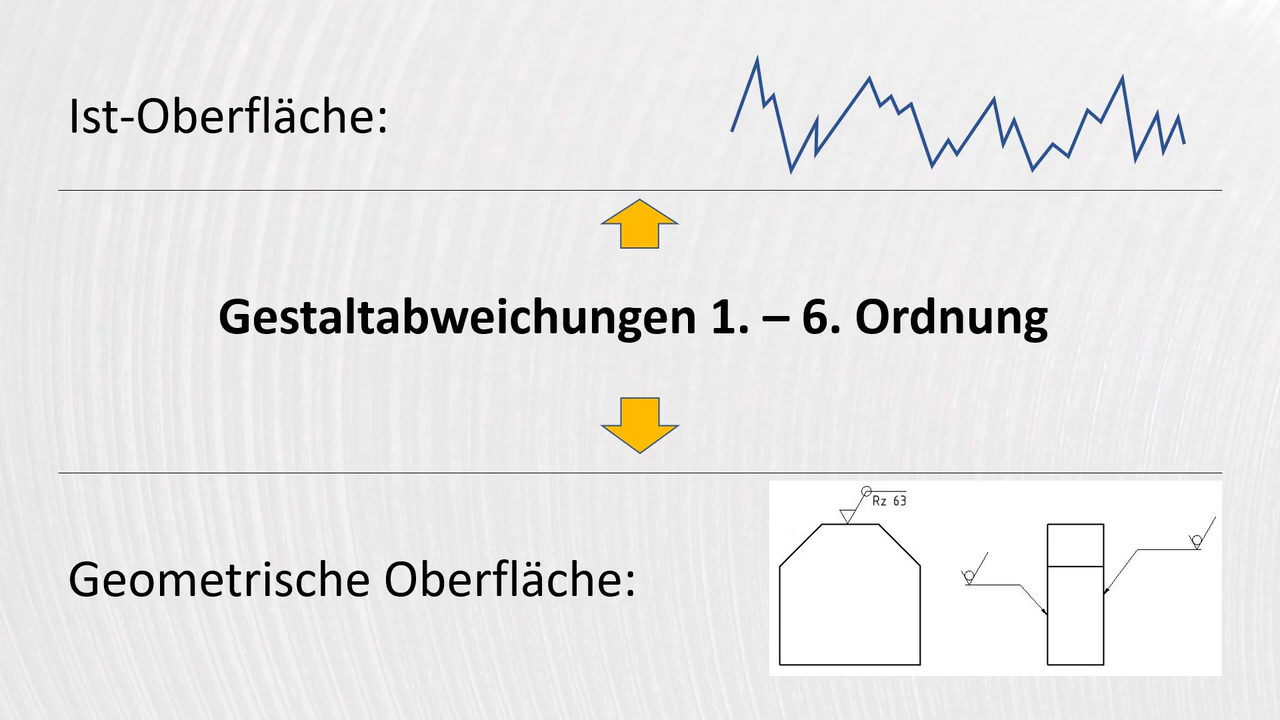 Ist-Oberfläche:
Gestaltabweichungen 1. – 6. Ordnung
Rz 63
Geometrische Oberfläche: